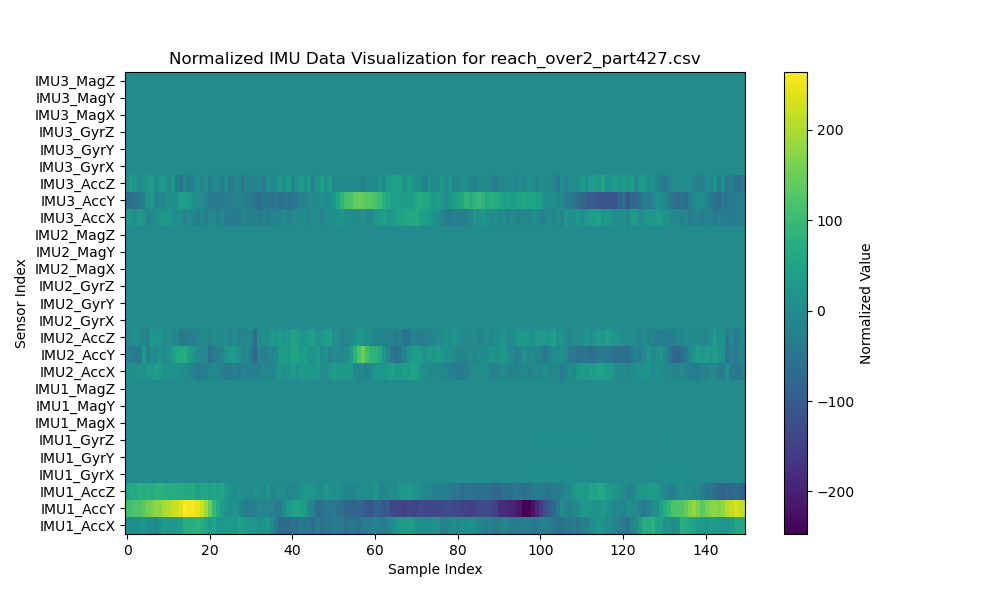 Normalized IMU Data Visualization for reach_over2_part427.csv
IMU3_MagZ
IMU3_MagY
IMU3_MagX
IMU3_GyrZ
IMU3_GyrY
IMU3_GyrX
IMU3_AccZ
IMU3_AccY
IMU3_AccX
IMU2_MagZ
IMU2_MagY
IMU2_MagX
IMU2_GyrZ
IMU2_GyrY
IMU2_GyrX
IMU2_AccZ
IMU2_AccY
IMU2_AccX
IMU1_MagZ
IMU1_MagY
IMU1_MagX
IMU1_GyrZ
IMU1_GyrY
IMU1_GyrX
IMU1_AccZ
IMU1_AccY
IMU1_AccX
Sensor Index
0 20 40 60 80 100 120 140
Sample Index
200
100
0
−100
−200
Normalized Value